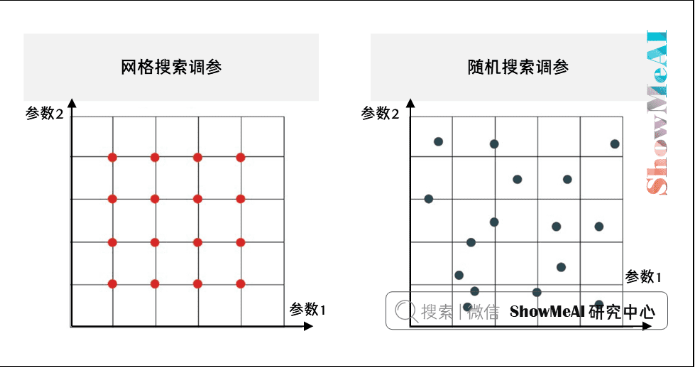 网格搜索调参
随机搜索调参
参数2
参数1
参数2
参数1
ShowMeAI
搜索 | 微信 ShowMeAI 研究中心